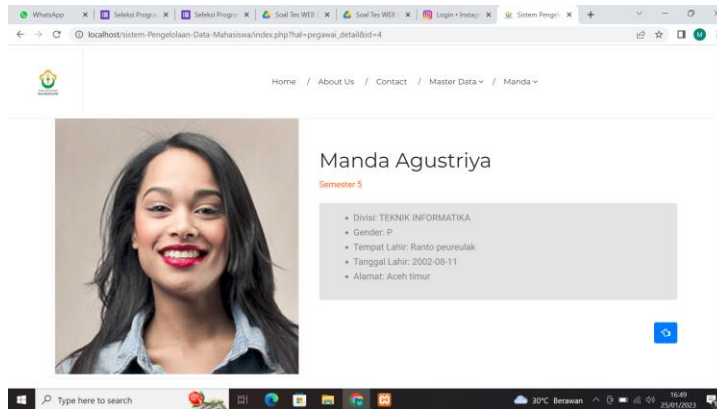 WhatsApp
Seleksi Progra
Seleksi Progra
Soal Tes WEB
Soal Tes WEB
Login • Instag
Sistem Pengel
localhost/sistem-Pengelolaan-Data-Mahasiswa/index.php?hal=pegawai_detail&id=4
M
Home / About Us / Contact / Master Data / Manda
Manda Agustriya
Semester 5
• Divisi: TEKNIK INFORMATIKA
• Gender: P
• Tempat Lahir: Ranto peureulak
• Tanggal Lahir: 2002-08-11
• Alamat: Aceh timur
Type here to search
30°C Berawan
16:49
25/01/2023